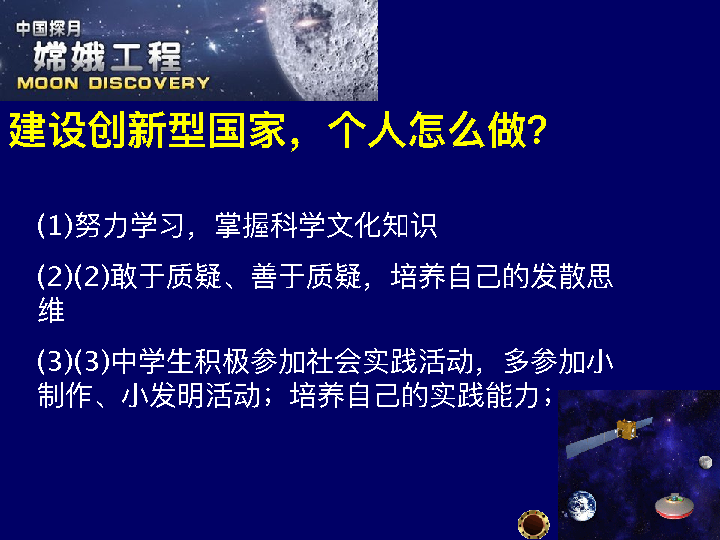 中国探月
嫦娥工程
MOON DISCOVERY
建设创新型国家，个人怎么做？
(1)努力学习，掌握科学文化知识
(2)(2)敢于质疑、善于质疑，培养自己的发散思
维
(3)(3)中学生积极参加社会实践活动，多参加小
制作、小发明活动；培养自己的实践能力；